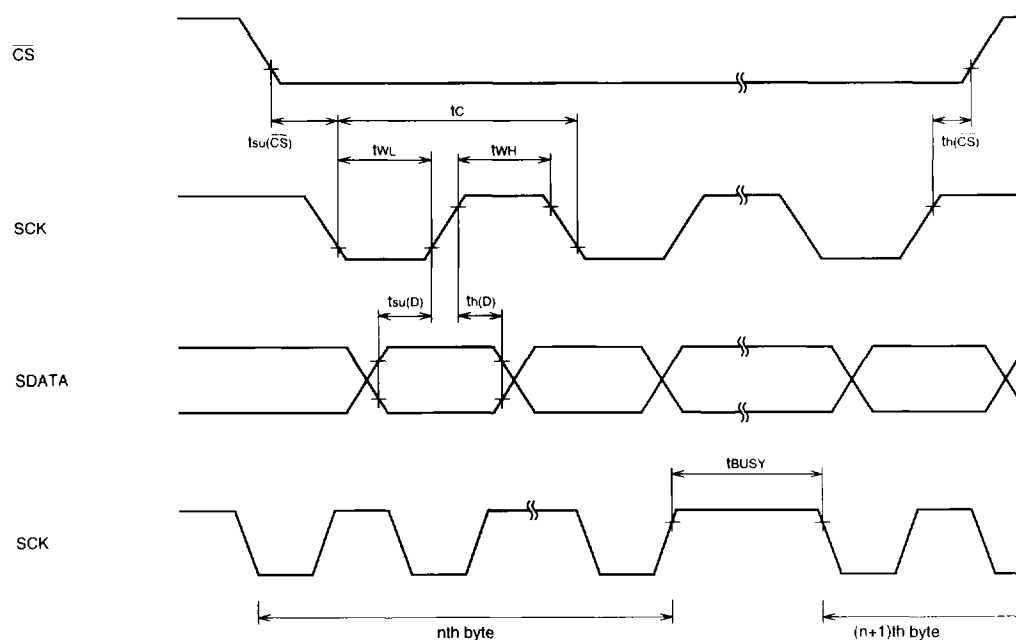 CS
tsu(CS)
tC
th(CS)
tWL
tWH
SCK
tsu(D)
th(D)
SDATA
tBUSY
SCK
nth byte
(n+1)th byte